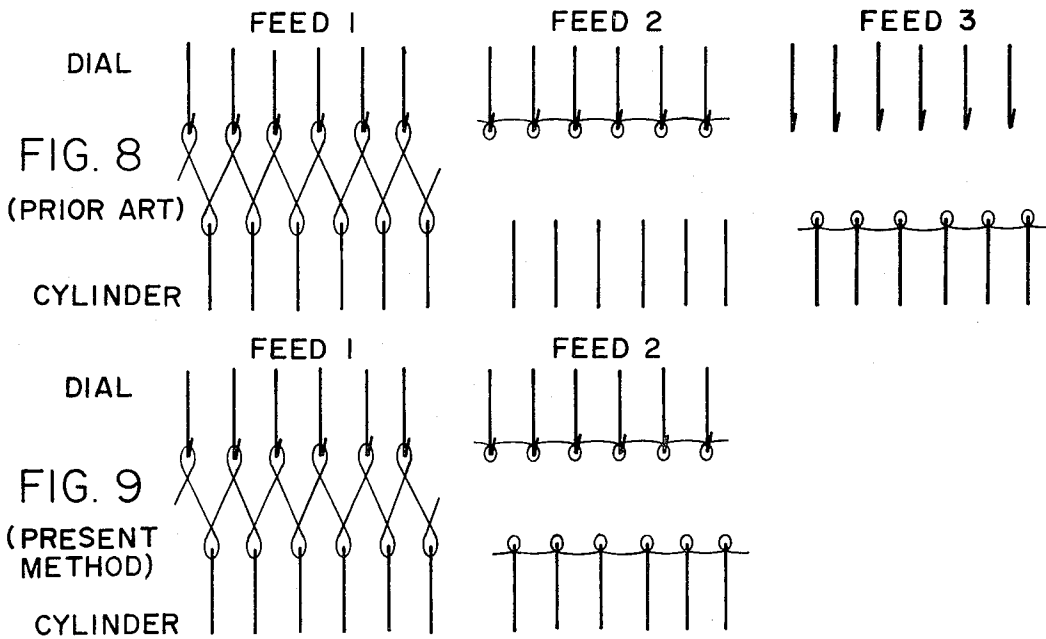 FEED 1 FEED 2 FEED 3
DIAL
FIG. 8
(PRIOR ART)
CYLINDER
FEED 1 FEED 2
DIAL
FIG. 9
(PRESENT
METHOD)
CYLINDER